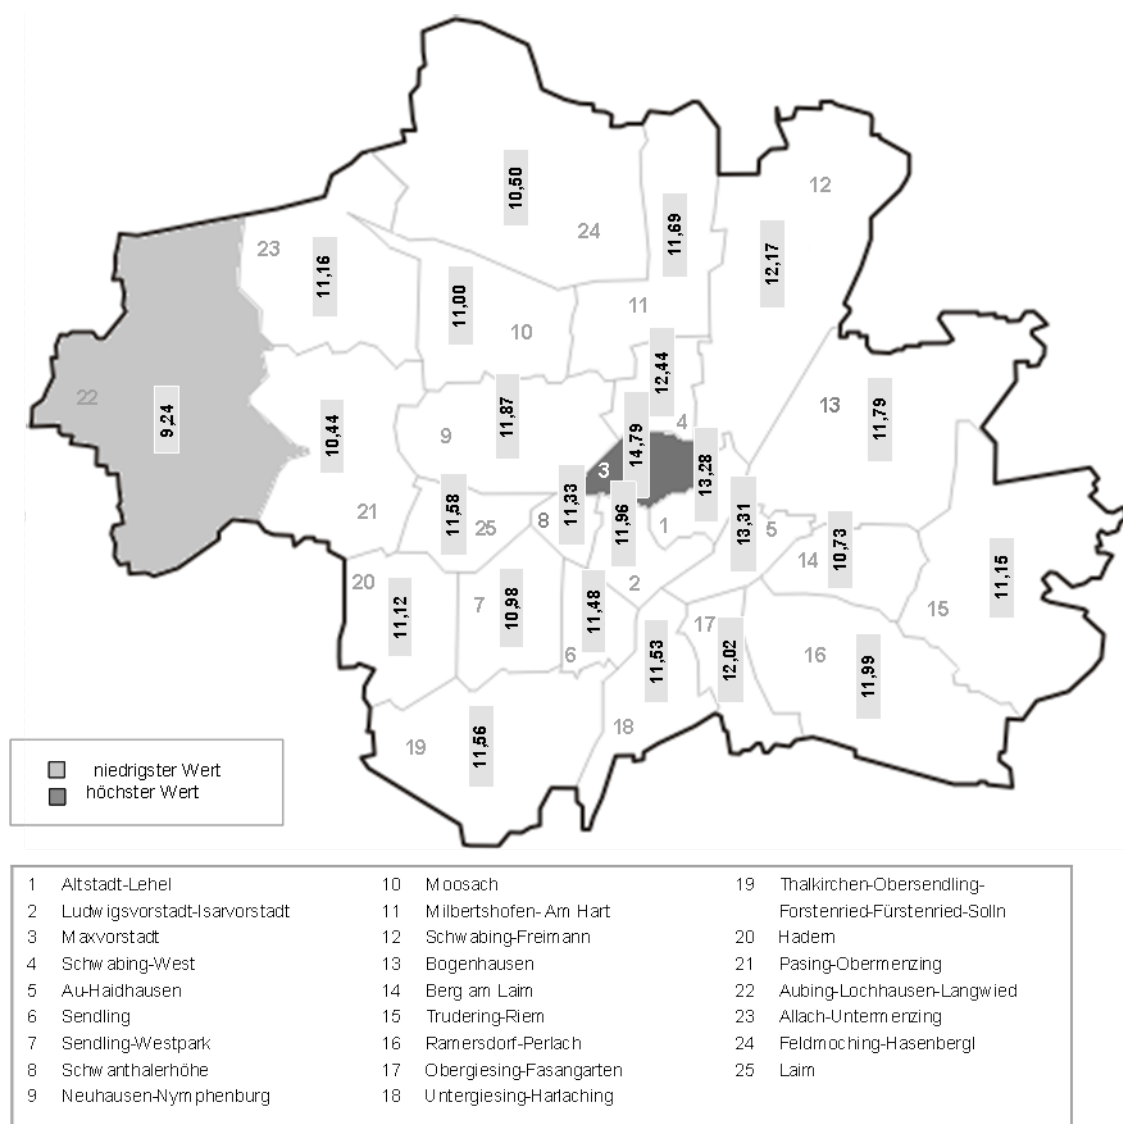 12
10,50
24
11,69
12,17
23
11,16
11,00
11
10
12,44
22
9,24
10,44
9
11,87
14,79
4
13
11,79
3
13,28
21
11,58
25
8
11,33
11,96
1
13,31
5
14
10,73
11,15
20
11,12
7
10,98
11,48
2
6
11,53
17
12,02
16
11,99
15
19
11,56
18
niedrigster Wert
höchster Wert
1 Altstadt-Lehel
2 Ludwigsvorstadt-Isarvorstadt
3 Maxvorstadt
4 Schwabing-West
5 Au-Haidhausen
6 Sendling
7 Sendling-Westpark
8 Schwanthalerhöhe
9 Neuhausen-Nymphenburg
10 Moosach
11 Milbertshofen- Am Hart
12 Schwabing-Freimann
13 Bogenhausen
14 Berg am Laim
15 Trudering-Riem
16 Ramersdorf-Perlach
17 Obergiesing-Fasangarten
18 Untergiesing-Harlaching
19 Thalkirchen-Obersendling-
Forstenried-Fürstenried-Solln
20 Hadern
21 Pasing-Obermenzing
22 Aubing-Lochhausen-Langwied
23 Allach-Untermenzing
24 Feldmoching-Hasenbergl
25 Laim